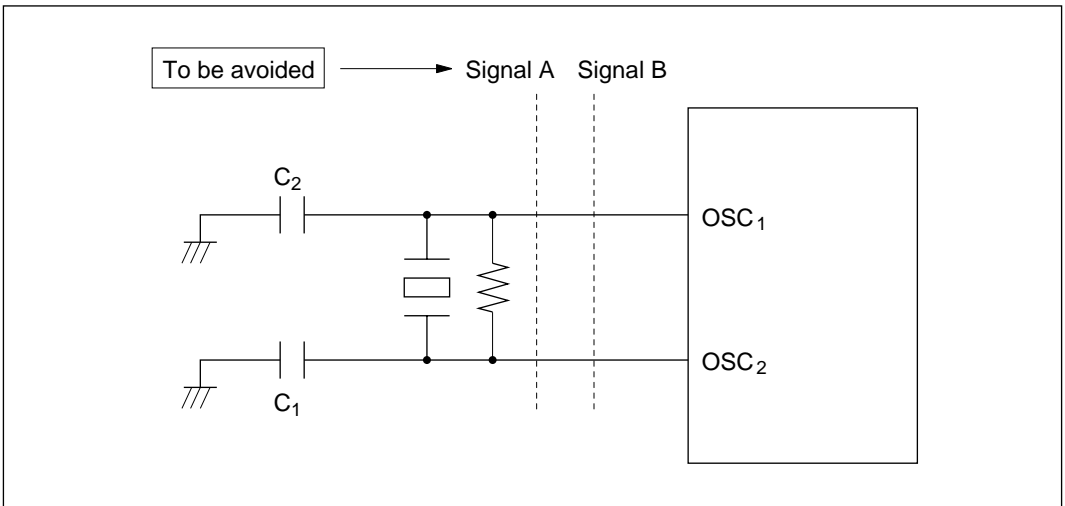 To be avoided
Signal A Signal B
C2
OSC1
OSC2
C1